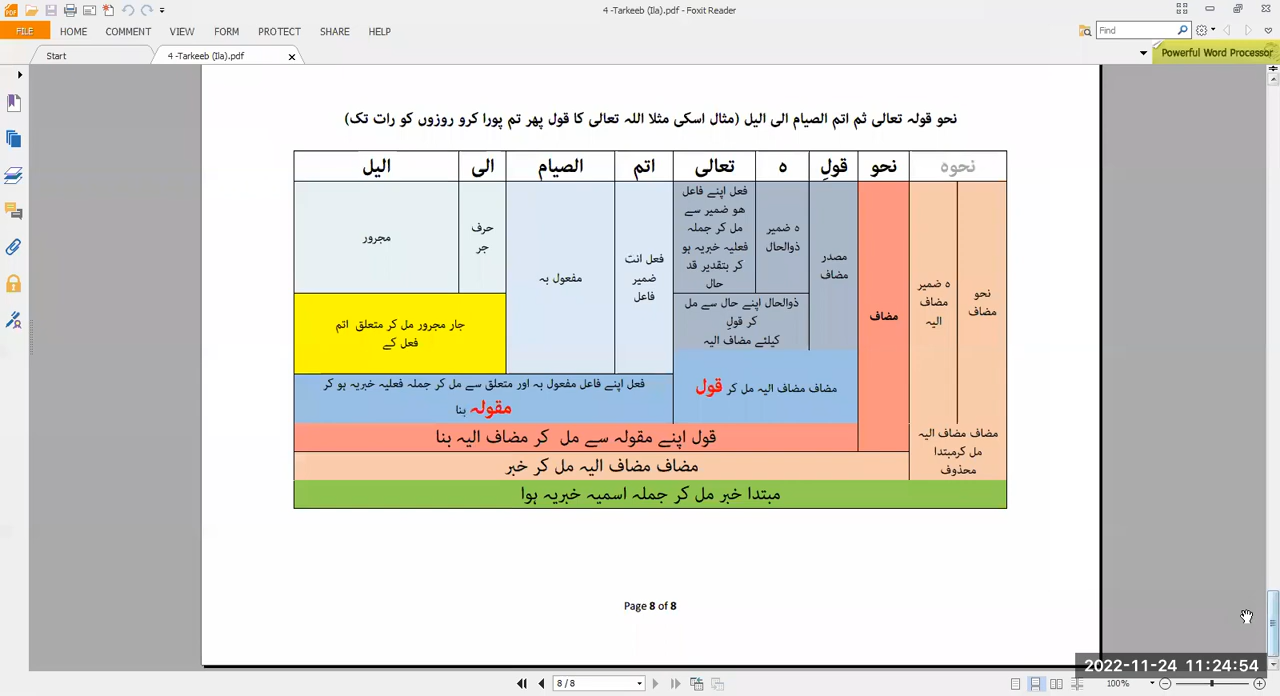 4 -Tarkeeb (Ila).pdf - Foxit Reader
FILE HOME COMMENT VIEW FORM PROTECT SHARE HELP
Find
Start
4 -Tarkeeb (Ila).pdf
Powerful Word Processor
نحو قولہ تعالی ثم اتم الصیام الی الیل (مثال اسکی مثلا اللہ تعالی کا قول پھر تم پورا کرو روزوں کو رات تک)
نحوہ نحو قولِ ہ تعالی اتم الصیام الی الیل
نحو
مضاف
ہ ضمیر
مضاف
الیہ
مضاف مضاف الیہ
مل کرمبتدا
محذوف
مضاف
مصدر
مضاف
ہ ضمیر
ذوالحال
فعل اپنے فاعل
ھو ضمیر سے
مل کر جملہ
فعلیہ خبریہ ہو
کر بتقدیر قد
حال
ذوالحال اپنے حال سے مل
کر قولِ
کیلئے مضاف الیہ
مضاف مضاف الیہ مل کر قول
فعل انت
ضمیر
فاعل
مفعول بہ
حرف
جر
مجرور
جار مجرور مل کر متعلق اتم
فعل کے
فعل اپنے فاعل مفعول بہ اور متعلق سے مل کر جملہ فعلیہ خبریہ ہو کر
مقولہ بنا
قول اپنے مقولہ سے مل کر مضاف الیہ بنا
مضاف مضاف الیہ مل کر خبر
مبتدا خبر مل کر جملہ اسمیہ خبریہ ہوا
Page 8 of 8
2022-11-24 11:24:54
8 / 8
100%